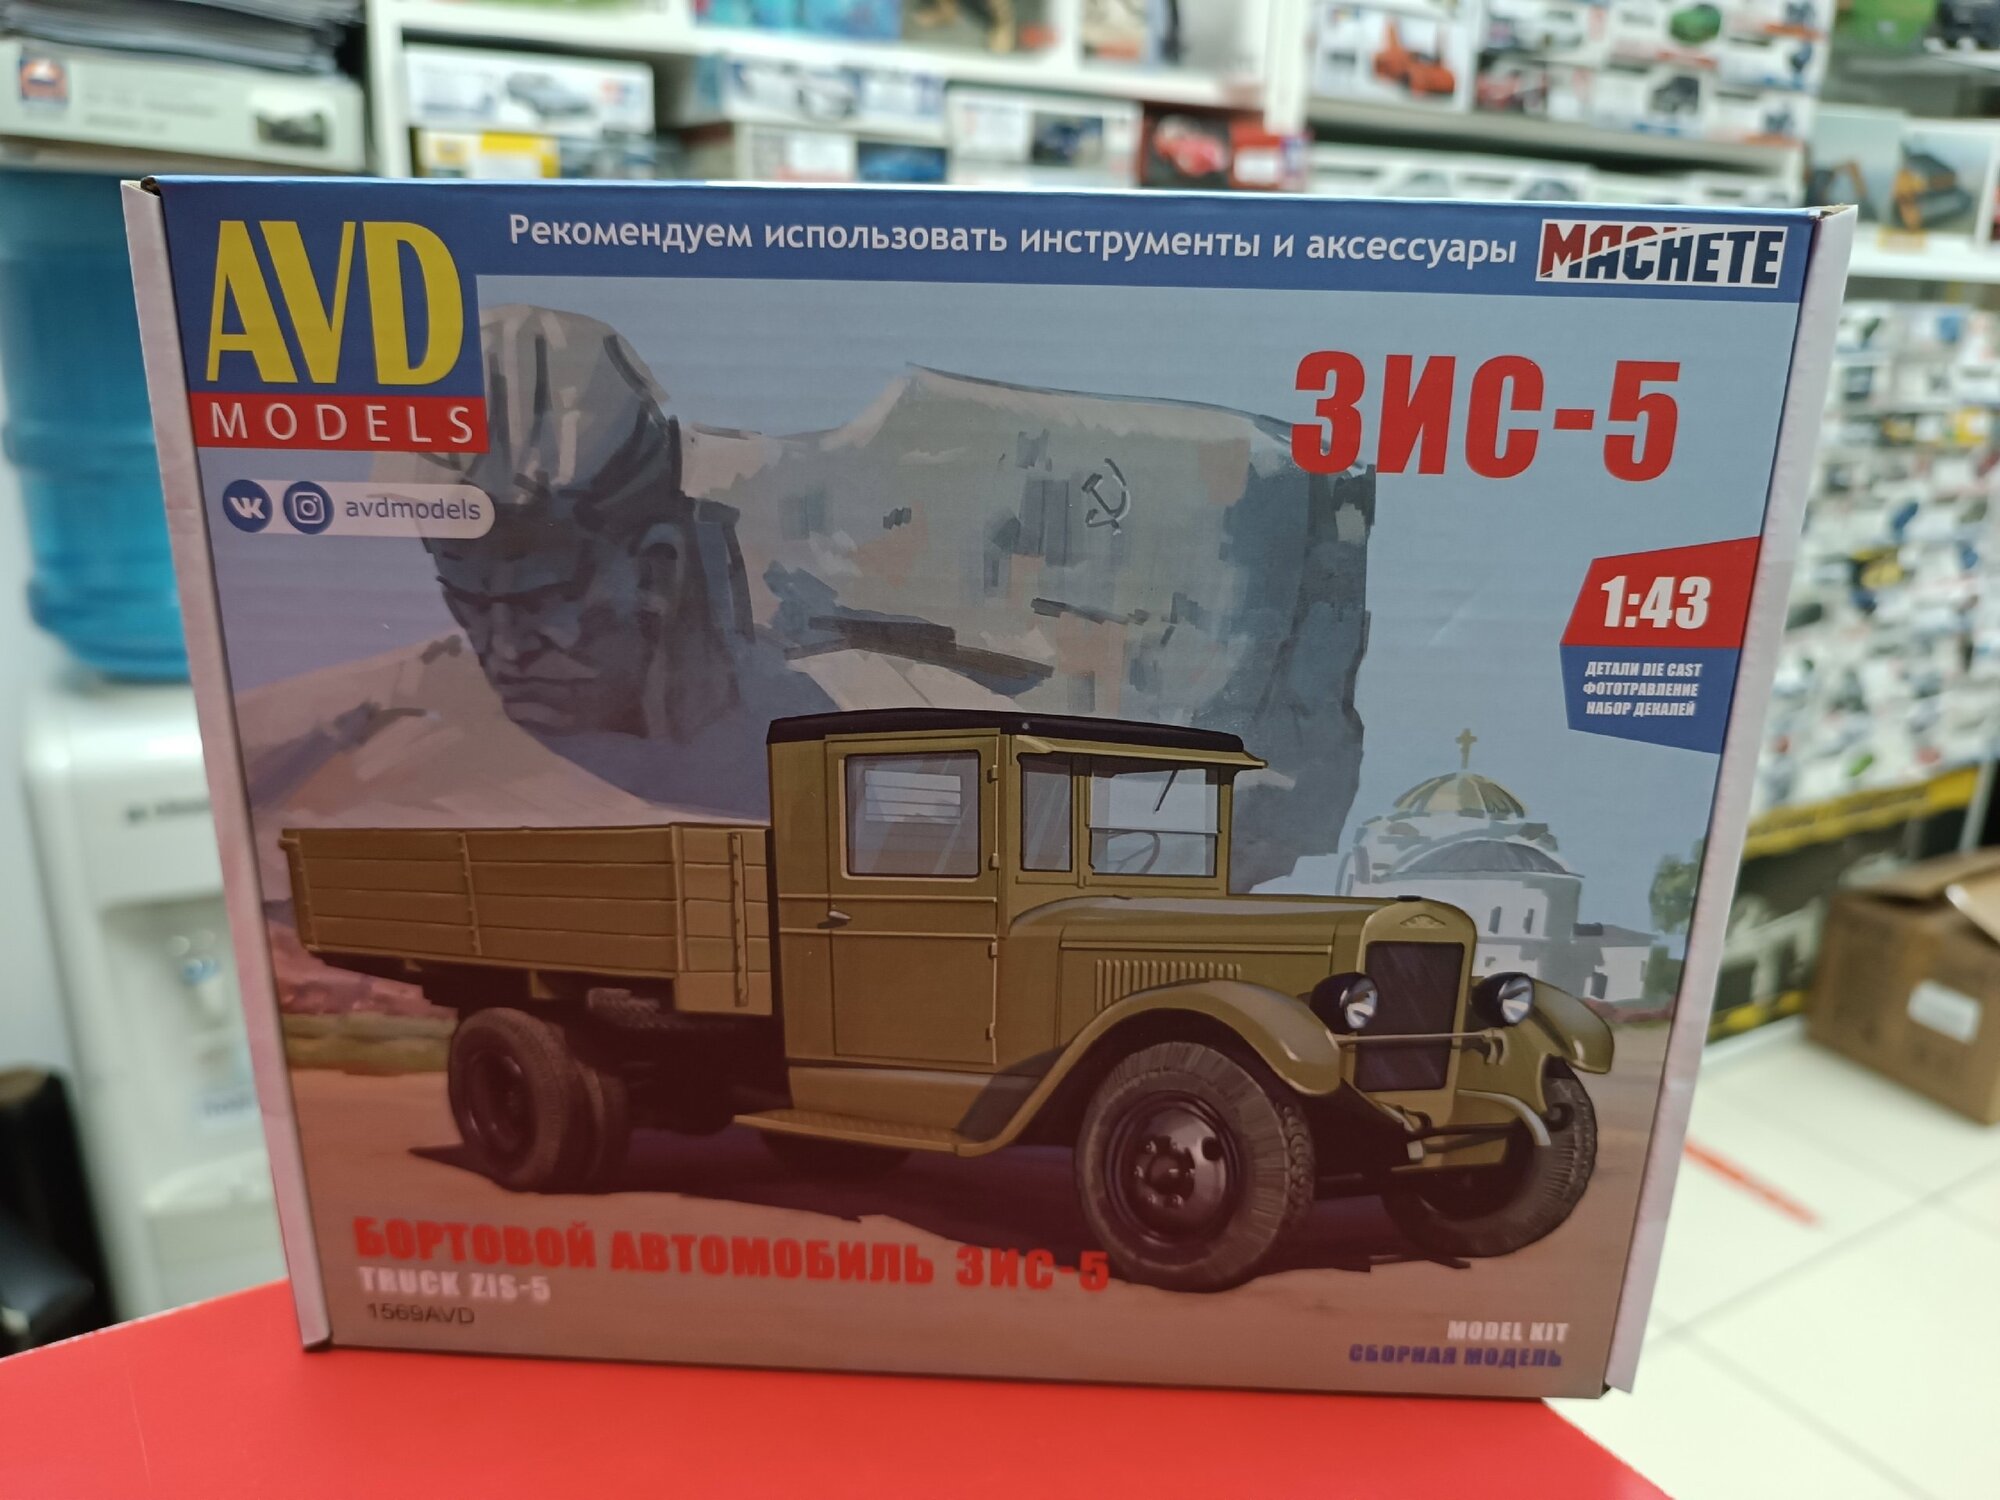 AVD
MODELS
Рекомендуем использовать инструменты и аксессуары
MACHETE
avdmodels
ЗИС-5
1:43
ДЕТАЛИ DIE CAST
ФОТОТРАВЛЕНИЕ
НАБОР ДЕКАЛЕЙ
БОРТОВОЙ АВТОМОБИЛЬ ЗИС-5
TRUCK ZIS-5
1569AVD
MODEL KIT
СБОРНАЯ МОДЕЛЬ